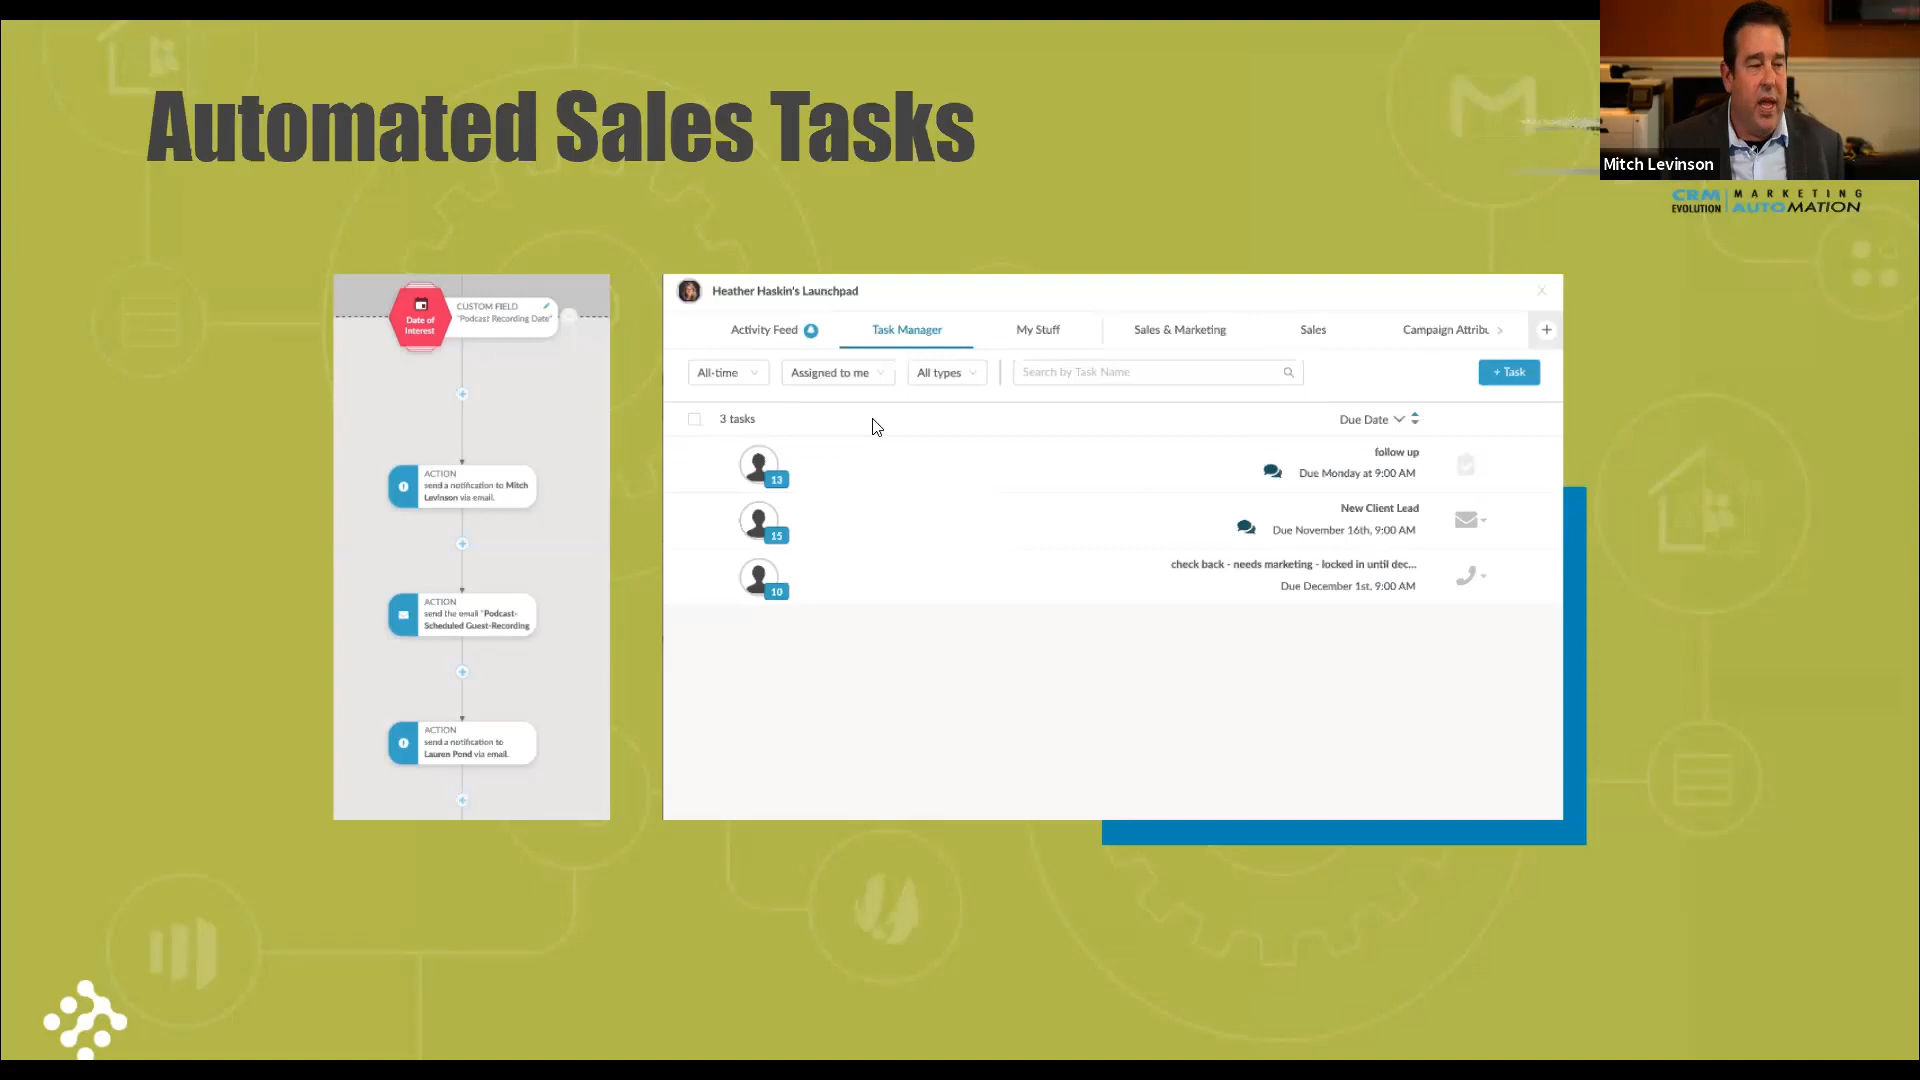 Automated Sales Tasks
Mitch Levinson
CRM EVOLUTION | MARKETING AUTOMATION
Date of
Interest
CUSTOM FIELD
"Podcast Recording Date"
ACTION
send a notification to Mitch
Levinson via email.
ACTION
send the email "Podcast-
Scheduled Guest-Recording
ACTION
send a notification to
Lauren Pond via email.
Heather Haskin's Launchpad
Activity Feed Task Manager My Stuff Sales & Marketing Sales Campaign Attribu
All-time Assigned to me All types Search by Task Name + Task
3 tasks Due Date
follow up
13 Due Monday at 9:00 AM
New Client Lead
15 Due November 16th, 9:00 AM
check back - needs marketing - locked in until dec...
10 Due December 1st, 9:00 AM